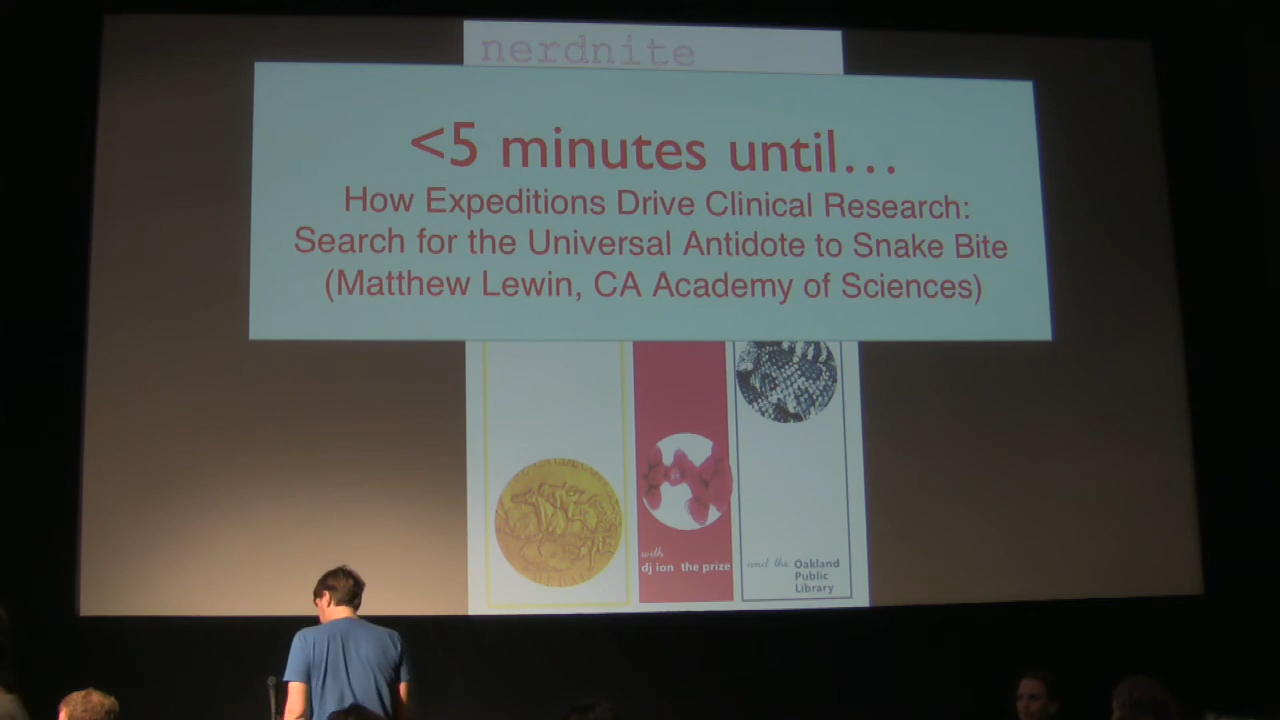 nerdnite
<5 minutes until...
How Expeditions Drive Clinical Research:
Search for the Universal Antidote to Snake Bite
(Matthew Lewin, CA Academy of Sciences)
with
dj ion the prize
and the Oakland
Public
Library